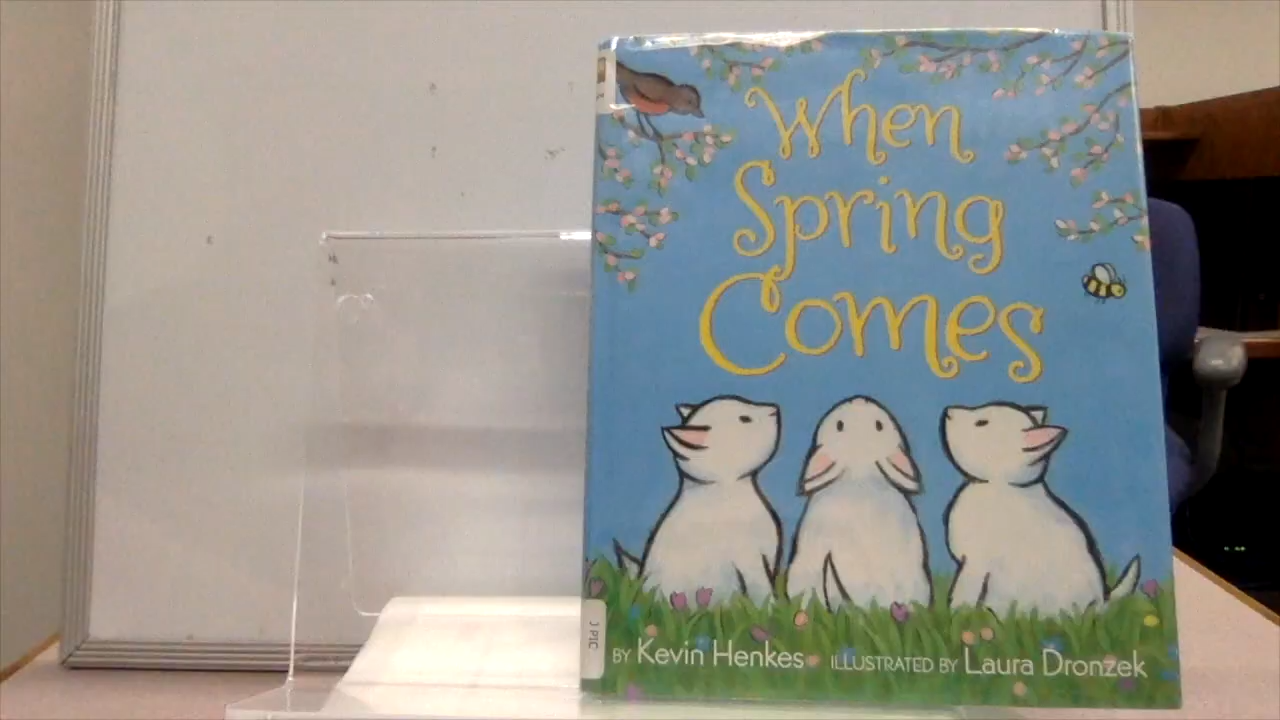 When
Spring
Comes
J PIC
BY Kevin Henkes ILLUSTRATED BY Laura Dronzek